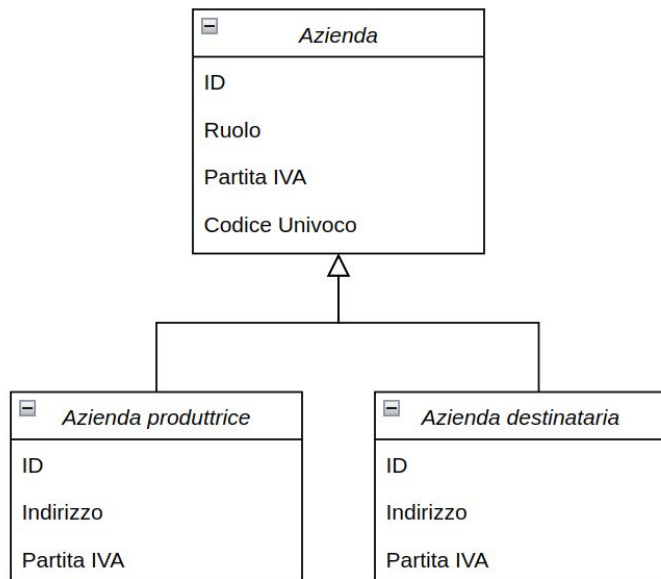 Azienda
ID
Ruolo
Partita IVA
Codice Univoco
Azienda produttrice
ID
Indirizzo
Partita IVA
Azienda destinataria
ID
Indirizzo
Partita IVA